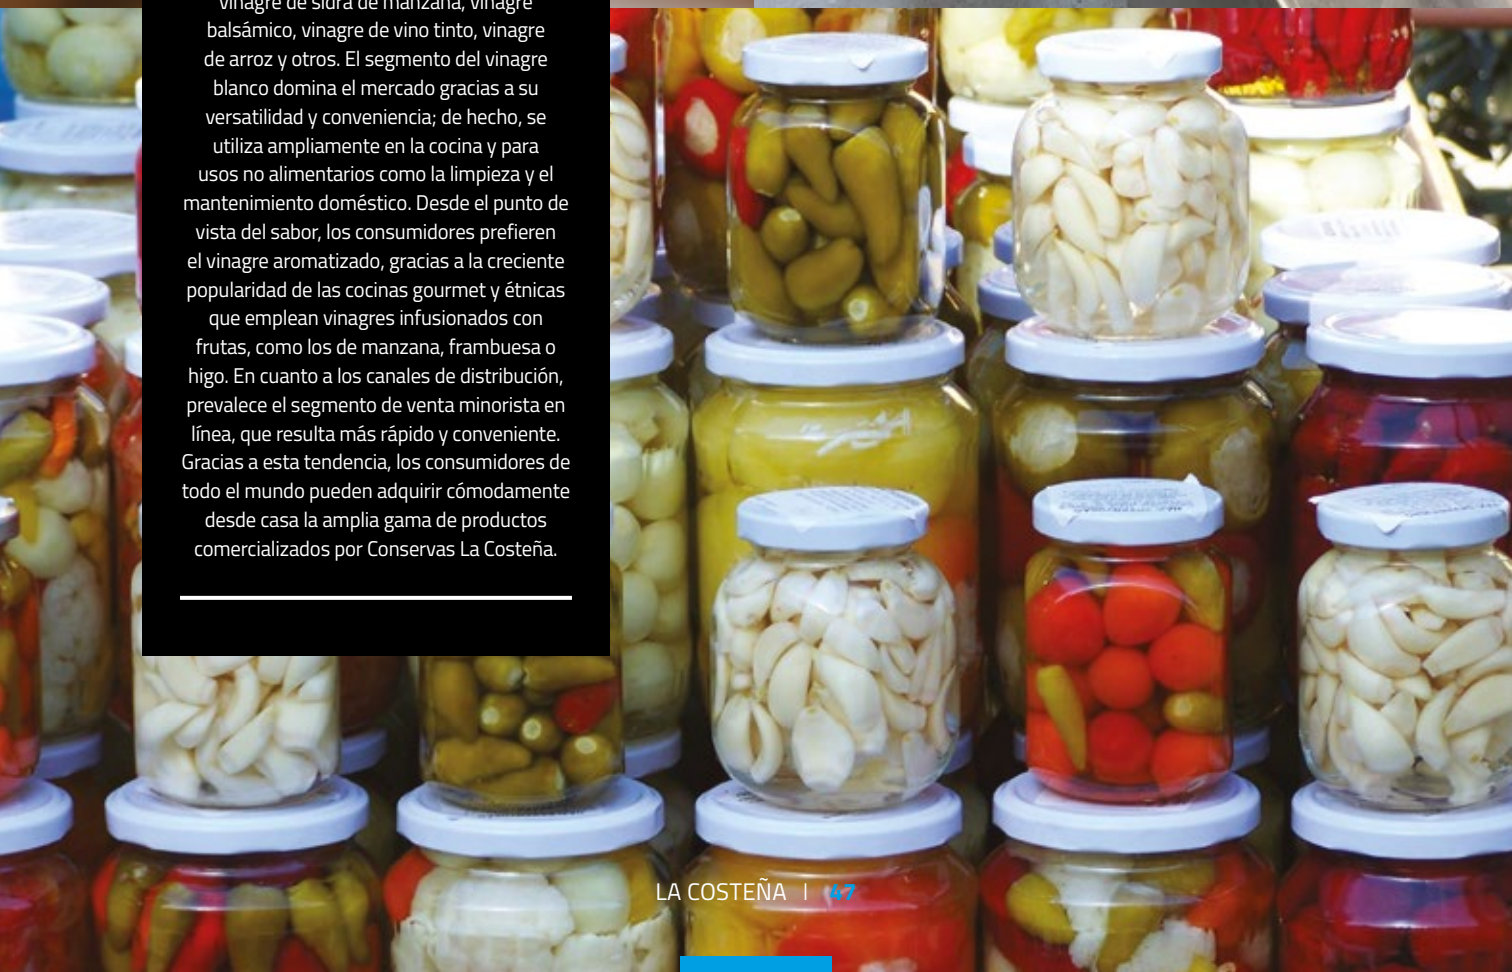 vinagre de sidra de manzana, vinagre
balsámico, vinagre de vino tinto, vinagre
de arroz y otros. El segmento del vinagre
blanco domina el mercado gracias a su
versatilidad y conveniencia; de hecho, se
utiliza ampliamente en la cocina y para
usos no alimentarios como la limpieza y el
mantenimiento doméstico. Desde el punto de
vista del sabor, los consumidores prefieren
el vinagre aromatizado, gracias a la creciente
popularidad de las cocinas gourmet y étnicas
que emplean vinagres infusionados con
frutas, como los de manzana, frambuesa o
higo. En cuanto a los canales de distribución,
prevalece el segmento de venta minorista en
línea, que resulta más rápido y conveniente.
Gracias a esta tendencia, los consumidores de
todo el mundo pueden adquirir cómodamente
desde casa la amplia gama de productos
comercializados por Conservas La Costeña.
LA COSTEÑA | 47